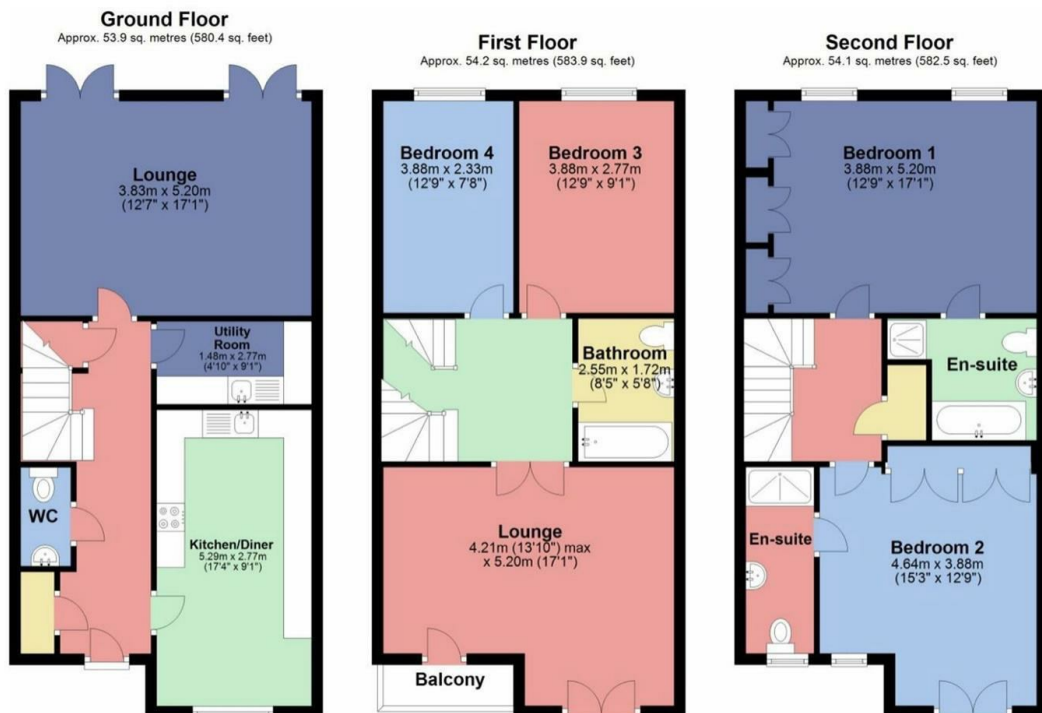 Ground Floor
Approx. 53.9 sq. metres (580.4 sq. feet)
Lounge
3.83m x 5.20m
(12'7" x 17'1")
Utility
Room
1.48m x 2.77m
(4'10" x 9'1")
WC
Kitchen/Diner
5.29m x 2.77m
(17'4" x 9'1")
First Floor
Approx. 54.2 sq. metres (583.9 sq. feet)
Bedroom 4
3.88m x 2.33m
(12'9" x 7'8")
Bedroom 3
3.88m x 2.77m
(12'9" x 9'1")
Bathroom
2.55m x 1.72m
(8'5" x 5'8")
Lounge
4.21m (13'10") max
x 5.20m (17'1")
Balcony
Second Floor
Approx. 54.1 sq. metres (582.5 sq. feet)
Bedroom 1
3.88m x 5.20m
(12'9" x 17'1")
En-suite
En-suite
Bedroom 2
4.64m x 3.88m
(15'3" x 12'9")